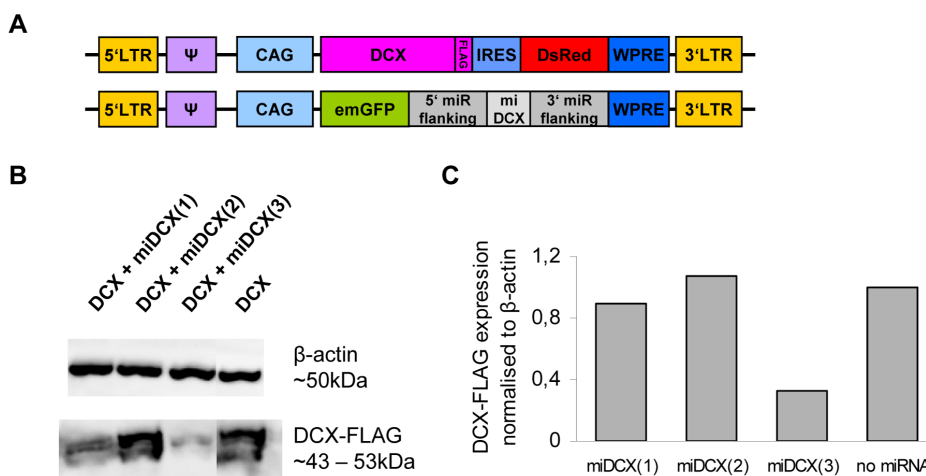 A
5‘LTR Ψ CAG DCX FLAG IRES DsRed WPRE 3‘LTR
5‘LTR Ψ CAG emGFP 5‘ miR flanking mi DCX 3‘ miR flanking WPRE 3‘LTR
B
DCX + miDCX(1)
DCX + miDCX(2)
DCX + miDCX(3)
DCX
β-actin
~50kDa
DCX-FLAG
~43 – 53kDa
C
DCX-FLAG expression
normalised to β-actin
1,2
0,8
0,4
0
miDCX(1) miDCX(2) miDCX(3) no miRNA